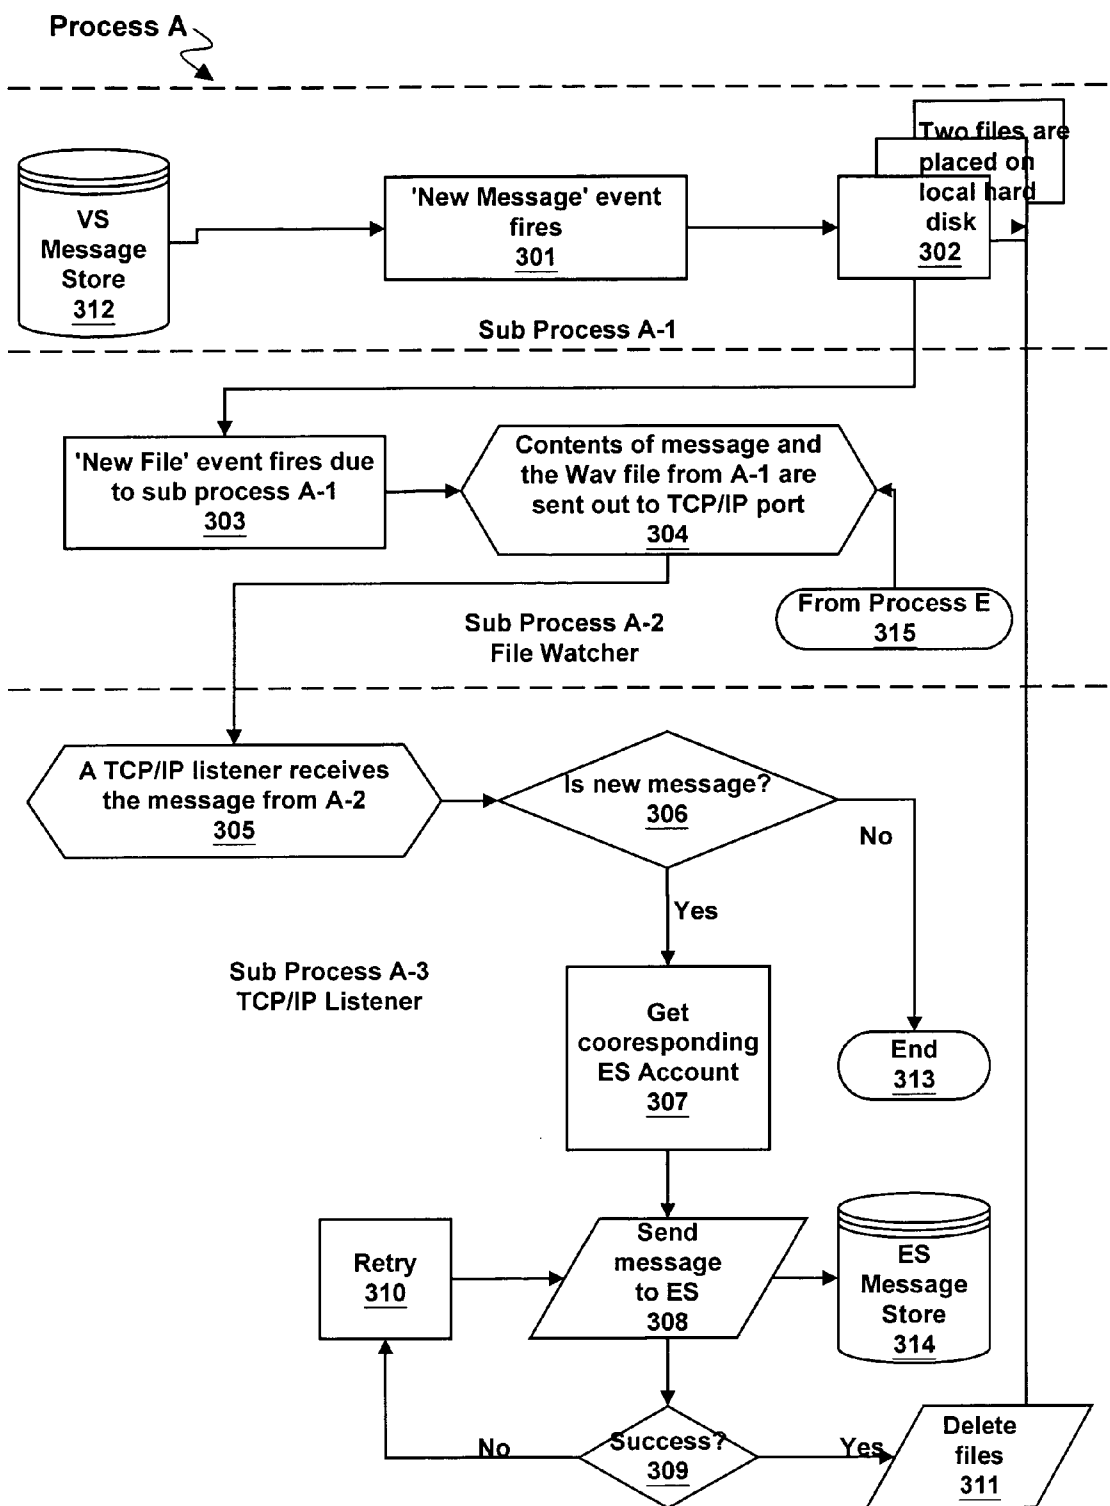 Process A
VS
Message
Store
312
'New Message' event
fires
301
Two files are
placed on
local hard
disk
302
Sub Process A-1
'New File' event fires due
to sub process A-1
303
Contents of message and
the Wav file from A-1 are
sent out to TCP/IP port
304
From Process E
315
Sub Process A-2
File Watcher
A TCP/IP listener receives
the message from A-2
305
Is new message?
306
No
Yes
Sub Process A-3
TCP/IP Listener
Get
cooresponding
ES Account
307
End
313
Retry
310
Send
message
to ES
308
ES
Message
Store
314
No
Success?
309
Yes
Delete
files
311